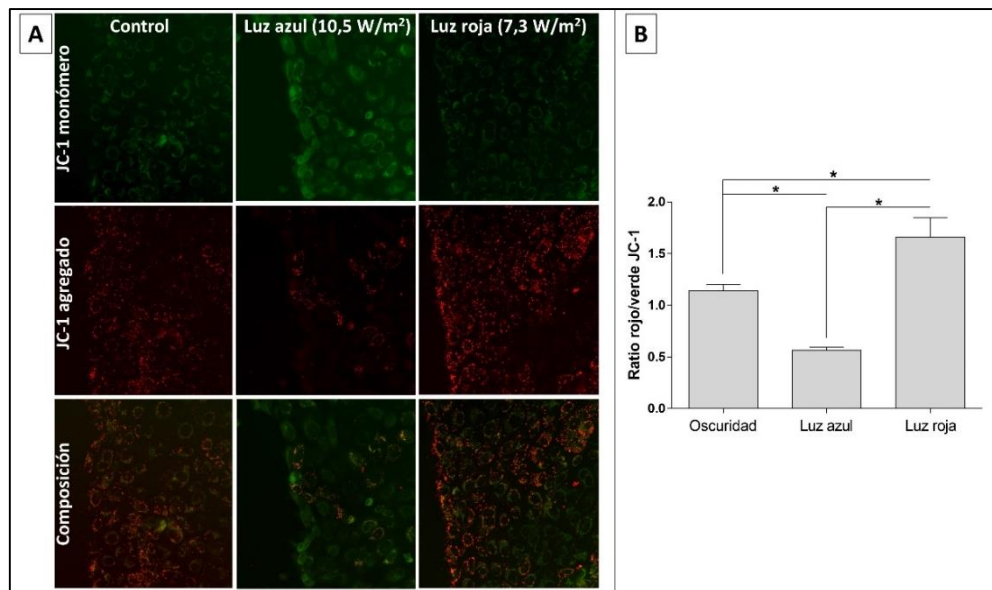 A
Control
Luz azul (10,5 W/m²)
Luz roja (7,3 W/m²)
JC-1 monómero
JC-1 agregado
Composición
B
*
*
*
Ratio rojo/verde JC-1
2.0
1.5
1.0
0.5
0.0
Oscuridad
Luz azul
Luz roja